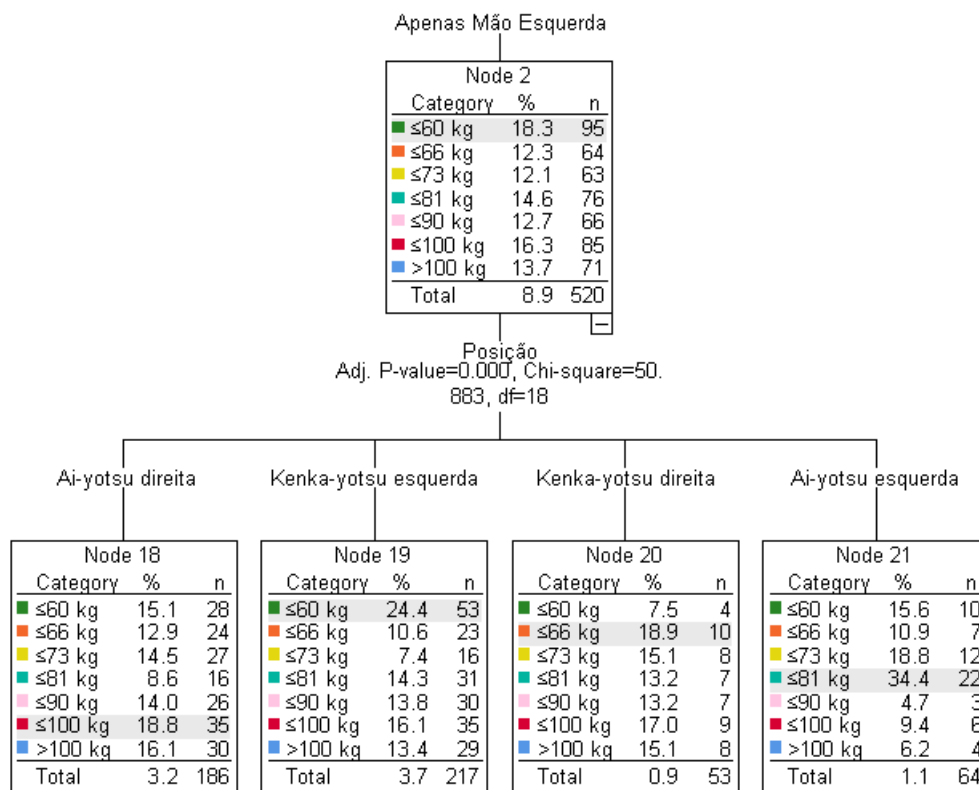 Apenas Mão Esquerda
Node 2
Category % n
≤60 kg 18.3 95
≤66 kg 12.3 64
≤73 kg 12.1 63
≤81 kg 14.6 76
≤90 kg 12.7 66
≤100 kg 16.3 85
>100 kg 13.7 71
Total 8.9 520
Posição
Adj. P-value=0.000, Chi-square=50.
883, df=18
Ai-yotsu direita
Node 18
Category % n
≤60 kg 15.1 28
≤66 kg 12.9 24
≤73 kg 14.5 27
≤81 kg 8.6 16
≤90 kg 14.0 26
≤100 kg 18.8 35
>100 kg 16.1 30
Total 3.2 186
Kenka-yotsu esquerda
Node 19
Category % n
≤60 kg 24.4 53
≤66 kg 10.6 23
≤73 kg 7.4 16
≤81 kg 14.3 31
≤90 kg 13.8 30
≤100 kg 16.1 35
>100 kg 13.4 29
Total 3.7 217
Kenka-yotsu direita
Node 20
Category % n
≤60 kg 7.5 4
≤66 kg 18.9 10
≤73 kg 15.1 8
≤81 kg 13.2 7
≤90 kg 13.2 7
≤100 kg 17.0 9
>100 kg 15.1 8
Total 0.9 53
Ai-yotsu esquerda
Node 21
Category % n
≤60 kg 15.6 10
≤66 kg 10.9 7
≤73 kg 18.8 12
≤81 kg 34.4 22
≤90 kg 4.7 3
≤100 kg 9.4 6
>100 kg 6.2 4
Total 1.1 64